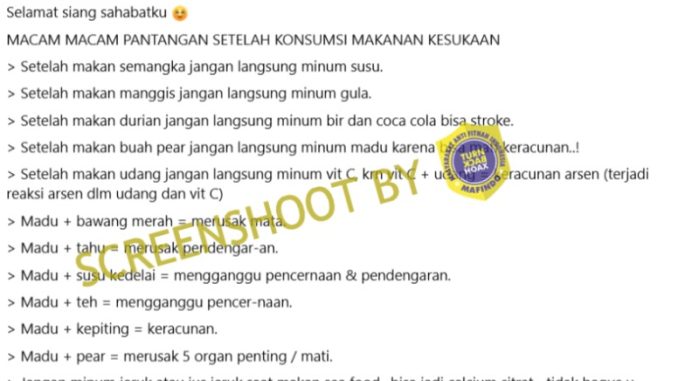 Selamat siang sahabatku 😊
MACAM MACAM PANTANGAN SETELAH KONSUMSI MAKANAN KESUKAAN
> Setelah makan semangka jangan langsung minum susu.
> Setelah makan manggis jangan langsung minum gula.
> Setelah makan durian jangan langsung minum bir dan coca cola bisa stroke.
> Setelah makan buah pear jangan langsung minum madu karena keracunan..!
> Setelah makan udang jangan langsung minum vit C, krn vit C + udang = keracunan arsen (terjadi
reaksi arsen dlm udang dan vit C)
> Madu + bawang merah = merusak mata.
> Madu + tahu = merusak pendengar-an.
> Madu + susu kedelai = mengganggu pencernaan & pendengaran.
> Madu + teh = mengganggu pencer-naan.
> Madu + kepiting = keracunan.
> Madu + pear = merusak 5 organ penting / mati.
SCREENSHOOT BY
MASYARAKAT ANTI FITNAH INDONESIA
TURN
BACK
HOAX
MAFINDO